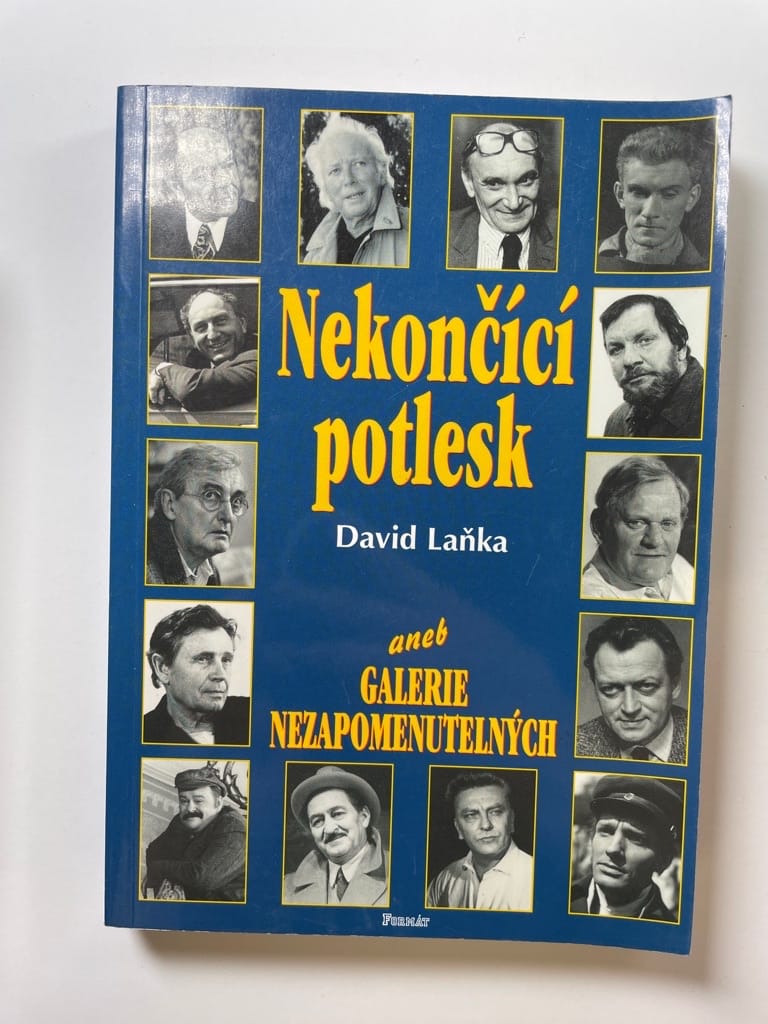 Nekončící
potlesk
David Laňka
aneb
GALERIE
NEZAPOMENUTELNÝCH
FORMÁT